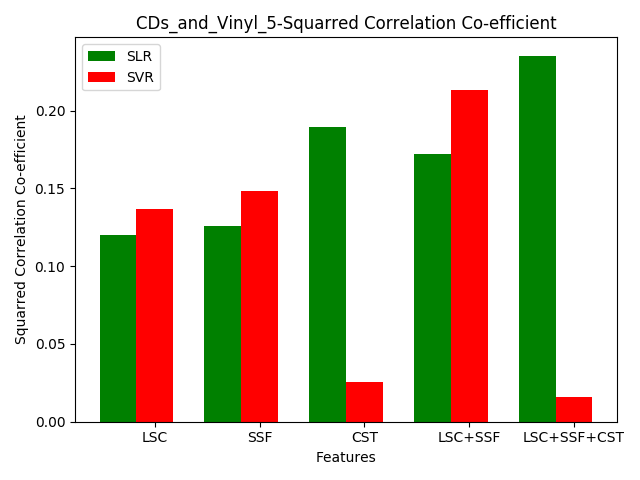 CDs_and_Vinyl_5-Squarred Correlation Co-efficient
SLR
SVR
Squarred Correlation Co-efficient
0.20
0.15
0.10
0.05
0.00
LSC SSF CST LSC+SSF LSC+SSF+CST
Features